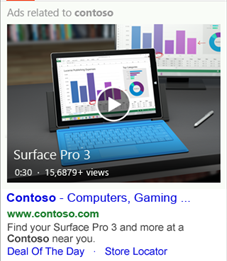 Ads related to contoso
Surface Pro 3
0:30 · 15,6879+ views
Contoso - Computers, Gaming ...
www.contoso.com
Find your Surface Pro 3 and more at a
Contoso near you.
Deal Of The Day · Store Locator